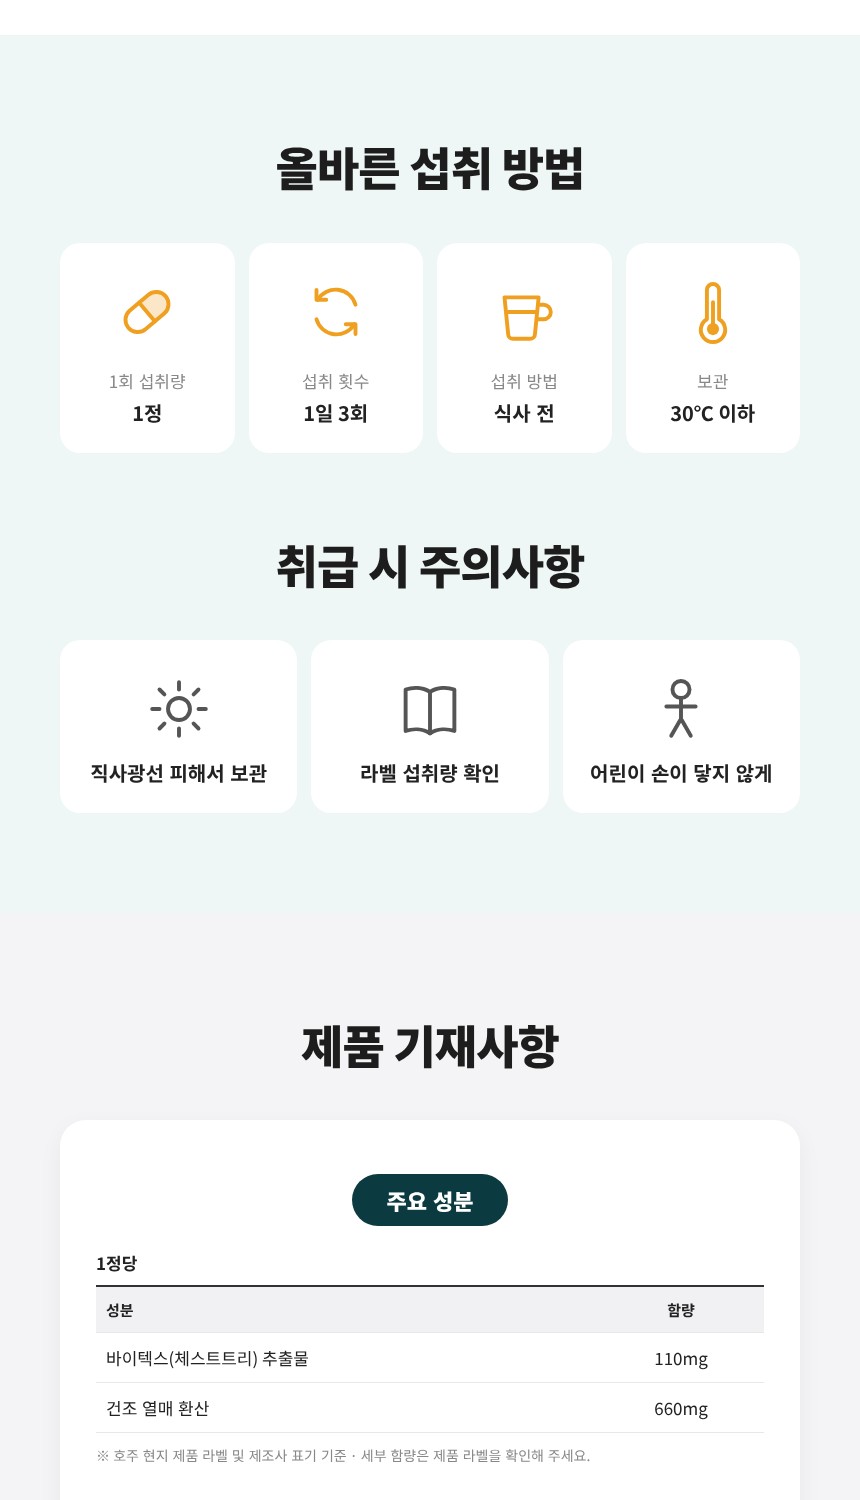 올바른 섭취 방법
1회 섭취량
1정
섭취 횟수
1일 3회
섭취 방법
식사 전
보관
30℃ 이하
취급 시 주의사항
직사광선 피해서 보관
라벨 섭취량 확인
어린이 손이 닿지 않게
제품 기재사항
주요 성분
1정당
성분 함량
바이텍스(체스트트리) 추출물 110mg
건조 열매 환산 660mg
※ 호주 현지 제품 라벨 및 제조사 표기 기준 · 세부 함량은 제품 라벨을 확인해 주세요.